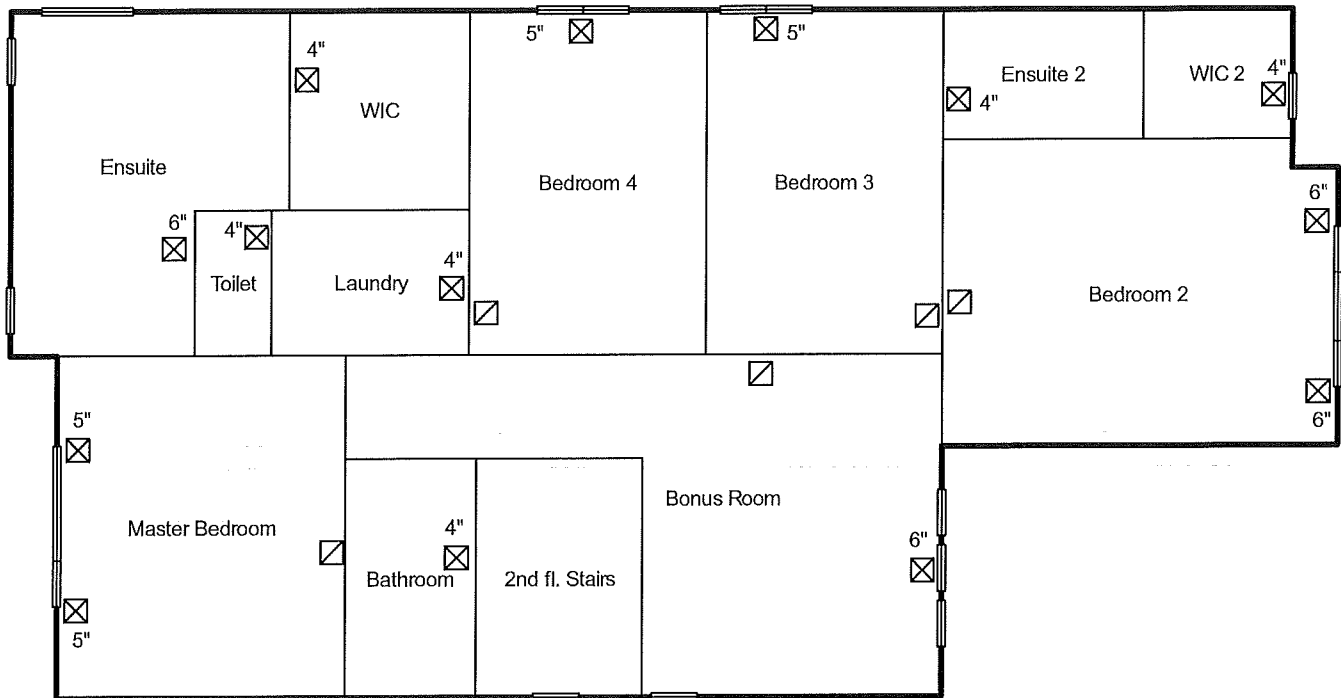 5"
5"
4"
WIC
Ensuite 2
WIC 2
4"
4"
Ensuite
Bedroom 4
Bedroom 3
6"
4"
6"
Toilet
Laundry
4"
Bedroom 2
5"
6"
Master Bedroom
Bonus Room
4"
6"
Bathroom
2nd fl. Stairs
5"